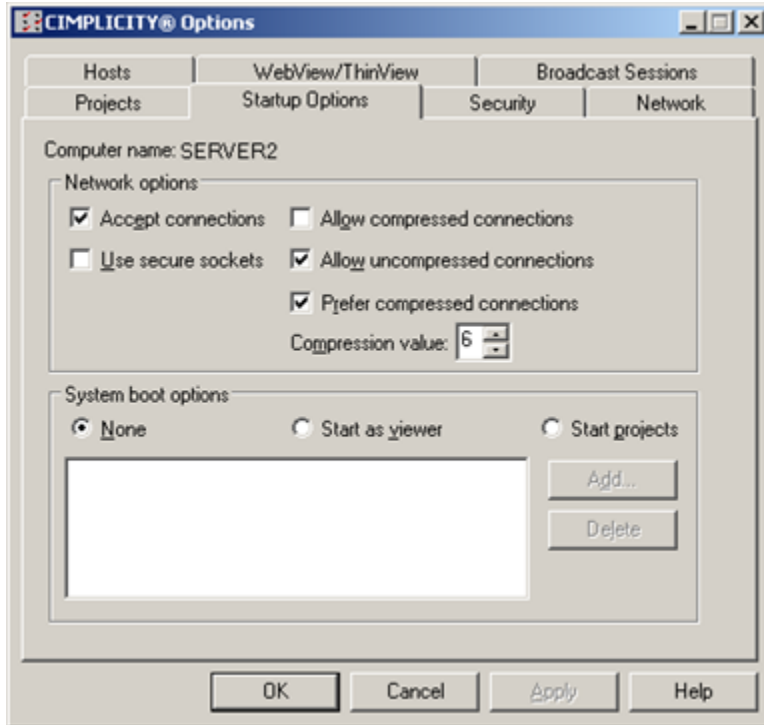 CIMPLICITY® Options
Hosts WebView/ThinView Broadcast Sessions
Projects Startup Options Security Network
Computer name: SERVER2
Network options
Accept connections Allow compressed connections
Use secure sockets Allow uncompressed connections
Prefer compressed connections
Compression value: 6
System boot options
None Start as viewer Start projects
Add...
Delete
OK Cancel Apply Help